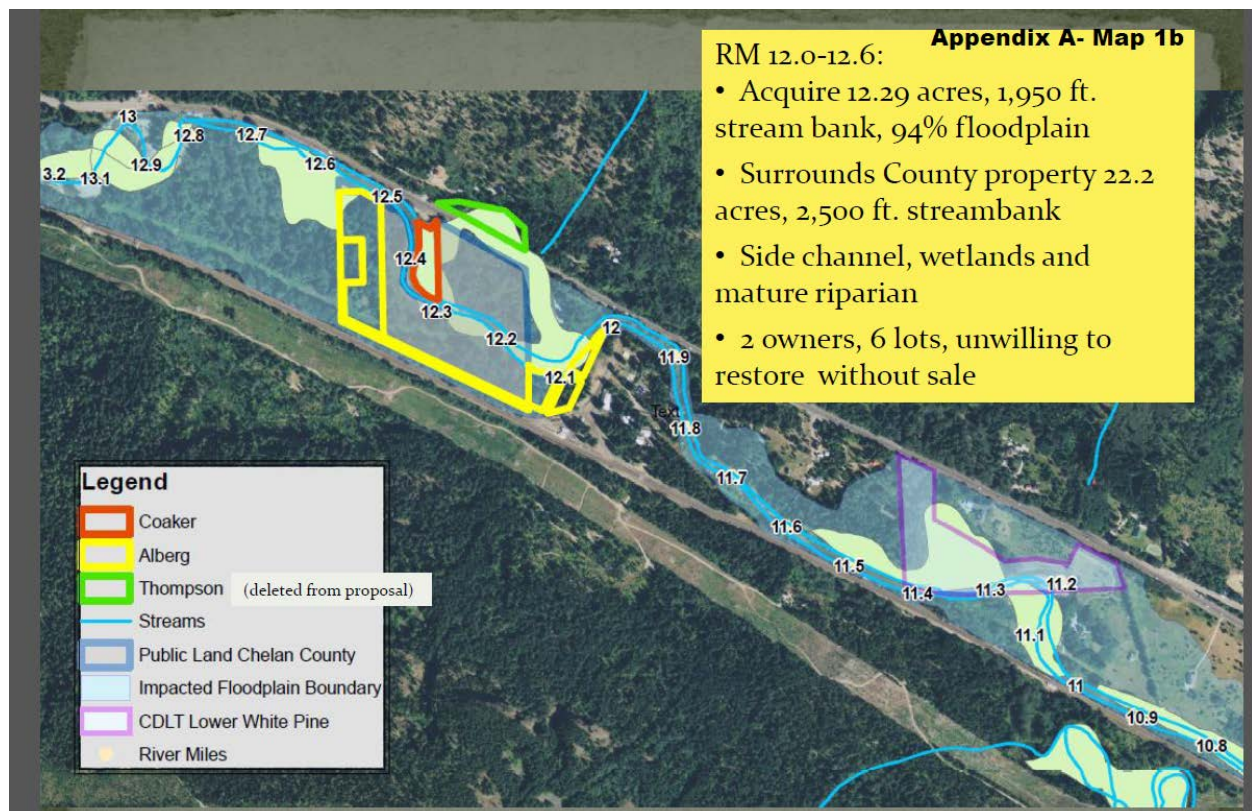 Appendix A- Map 1b
RM 12.0-12.6:
• Acquire 12.29 acres, 1,950 ft.
stream bank, 94% floodplain
• Surrounds County property 22.2
acres, 2,500 ft. streambank
• Side channel, wetlands and
mature riparian
• 2 owners, 6 lots, unwilling to
restore without sale
13
12.8
12.7
12.9
12.6
3.2
13.1
12.5
12.4
12.3
12.2
12
12.1
11.9
Text
11.8
11.7
11.6
11.5
11.4
11.3
11.2
11.1
11
10.9
10.8
Legend
Coaker
Alberg
Thompson (deleted from proposal)
Streams
Public Land Chelan County
Impacted Floodplain Boundary
CDLT Lower White Pine
River Miles